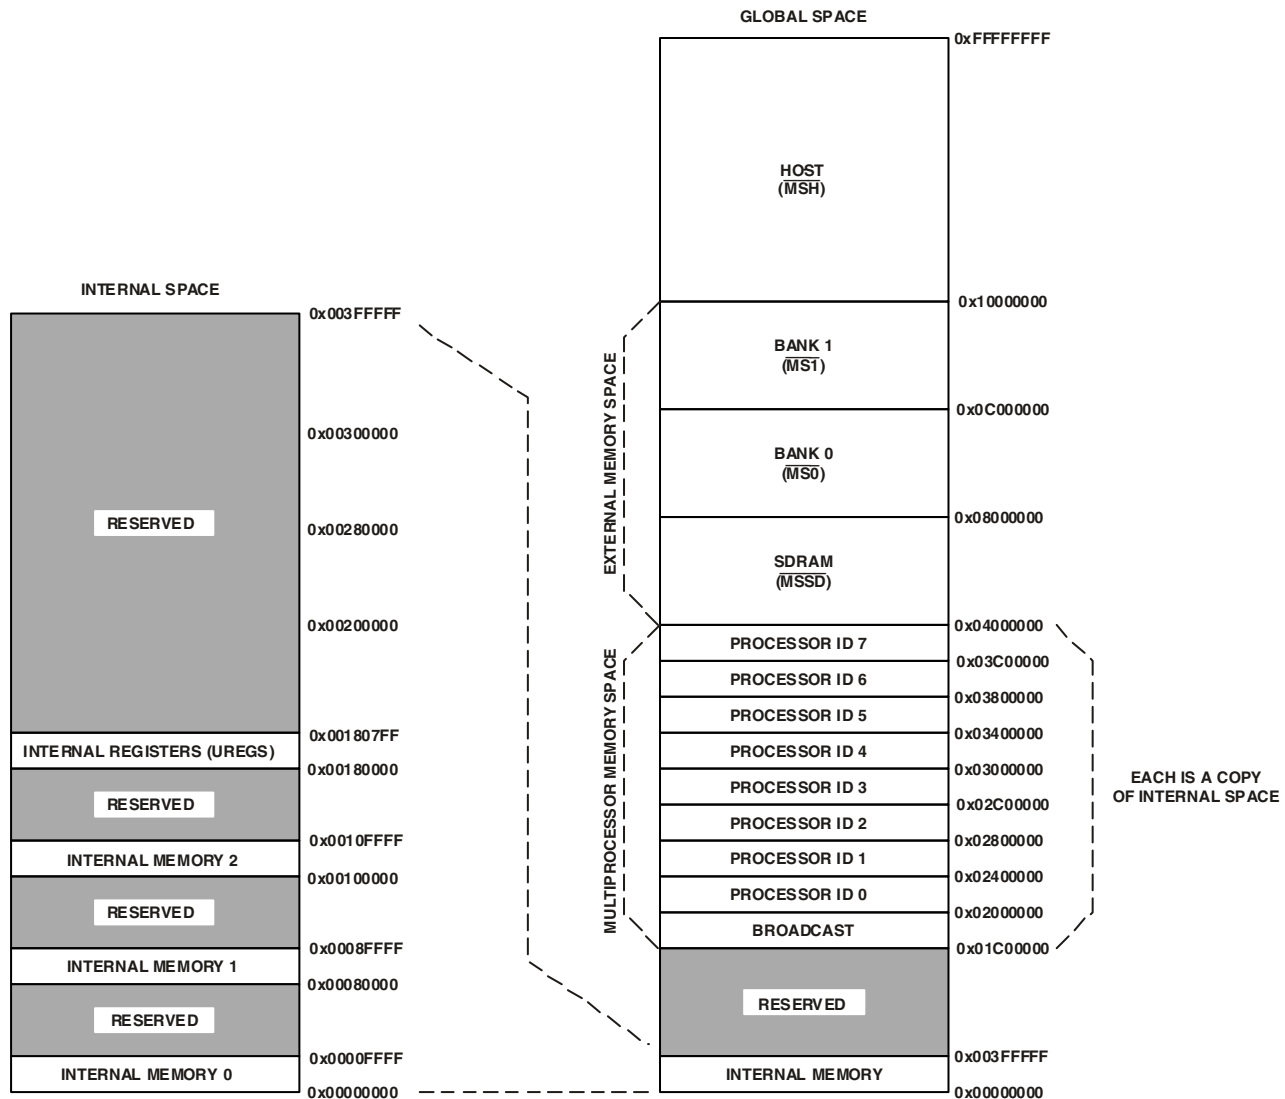 GLOBAL SPACE
0xFFFFFFFF
HOST
(MSH)
INTERNAL SPACE
0x003FFFFF
0x10000000
BANK 1
(MS1)
0x0C000000
0x00300000
BANK 0
(MS0)
EXTERNAL MEMORY SPACE
RESERVED
0x00280000
0x08000000
SDRAM
(MSSD)
0x00200000
0x04000000
PROCESSOR ID 7
0x03C00000
PROCESSOR ID 6
0x03800000
PROCESSOR ID 5
0x03400000
0x001807FF
INTERNAL REGISTERS (UREGS)
PROCESSOR ID 4
0x00180000
0x03000000
MULTIPROCESSOR MEMORY SPACE
PROCESSOR ID 3
EACH IS A COPY
OF INTERNAL SPACE
RESERVED
0x02C00000
PROCESSOR ID 2
0x0010FFFF
0x02800000
INTERNAL MEMORY 2
PROCESSOR ID 1
0x00100000
0x02400000
PROCESSOR ID 0
RESERVED
0x02000000
BROADCAST
0x0008FFFF
0x01C00000
INTERNAL MEMORY 1
0x00080000
RESERVED
RESERVED
0x0000FFFF
0x003FFFFF
INTERNAL MEMORY 0
INTERNAL MEMORY
0x00000000
0x00000000